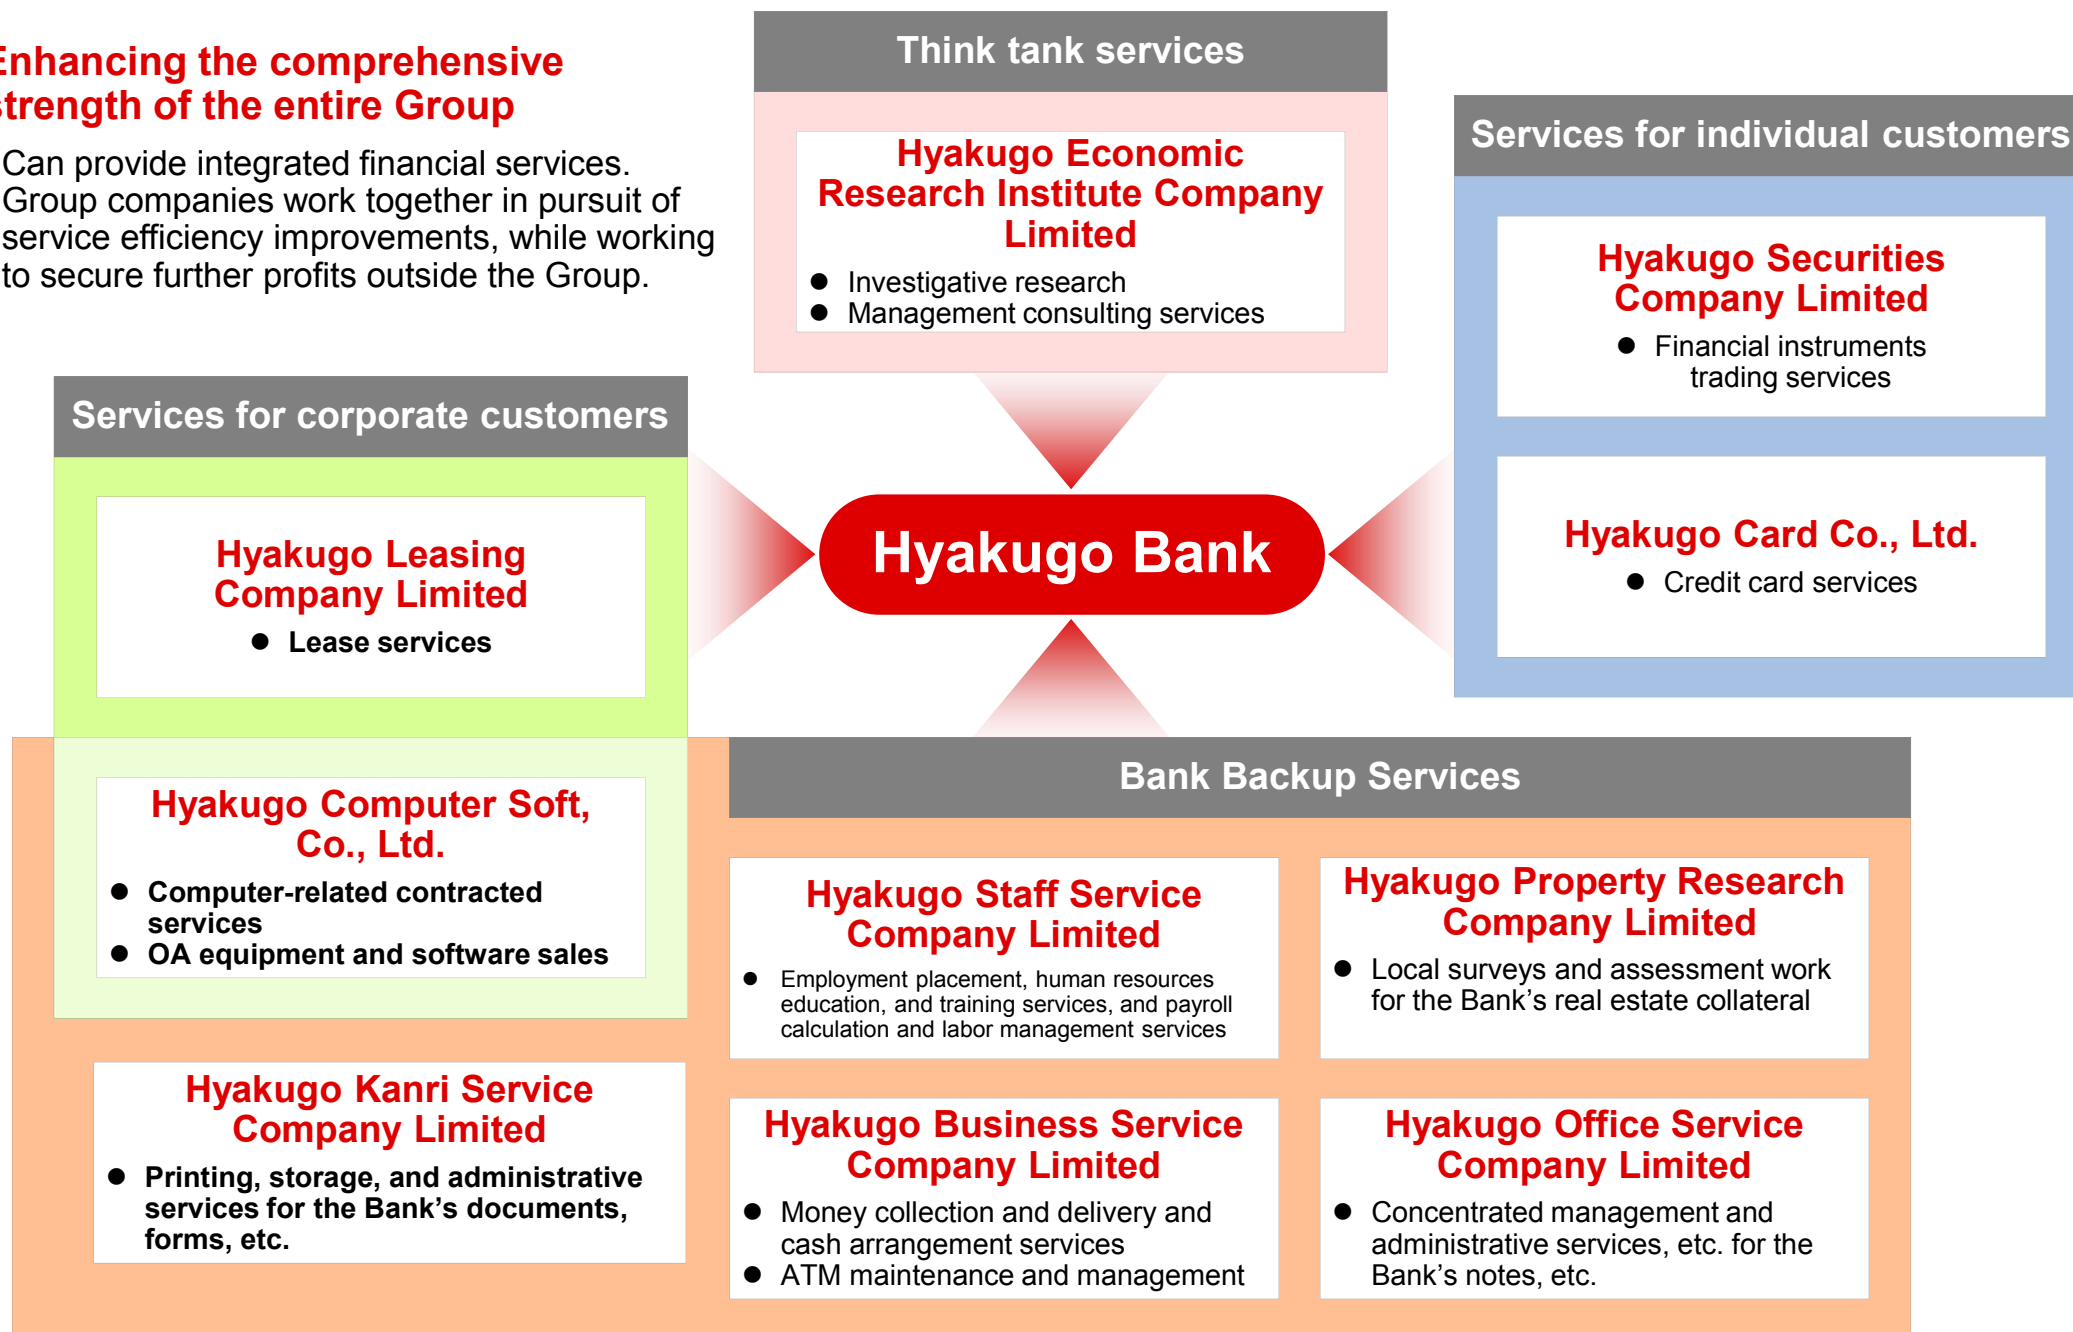 Enhancing the comprehensive
strength of the entire Group
Can provide integrated financial services.
Group companies work together in pursuit of
service efficiency improvements, while working
to secure further profits outside the Group.
Think tank services
Hyakugo Economic
Research Institute Company
Limited
● Investigative research
● Management consulting services
Services for individual customers
Hyakugo Securities
Company Limited
● Financial instruments
trading services
Hyakugo Card Co., Ltd.
● Credit card services
Services for corporate customers
Hyakugo Leasing
Company Limited
● Lease services
Hyakugo Bank
Hyakugo Computer Soft,
Co., Ltd.
● Computer-related contracted
services
● OA equipment and software sales
Bank Backup Services
Hyakugo Staff Service
Company Limited
● Employment placement, human resources
education, and training services, and payroll
calculation and labor management services
Hyakugo Property Research
Company Limited
● Local surveys and assessment work
for the Bank’s real estate collateral
Hyakugo Kanri Service
Company Limited
● Printing, storage, and administrative
services for the Bank’s documents,
forms, etc.
Hyakugo Business Service
Company Limited
● Money collection and delivery and
cash arrangement services
● ATM maintenance and management
Hyakugo Office Service
Company Limited
● Concentrated management and
administrative services, etc. for the
Bank’s notes, etc.